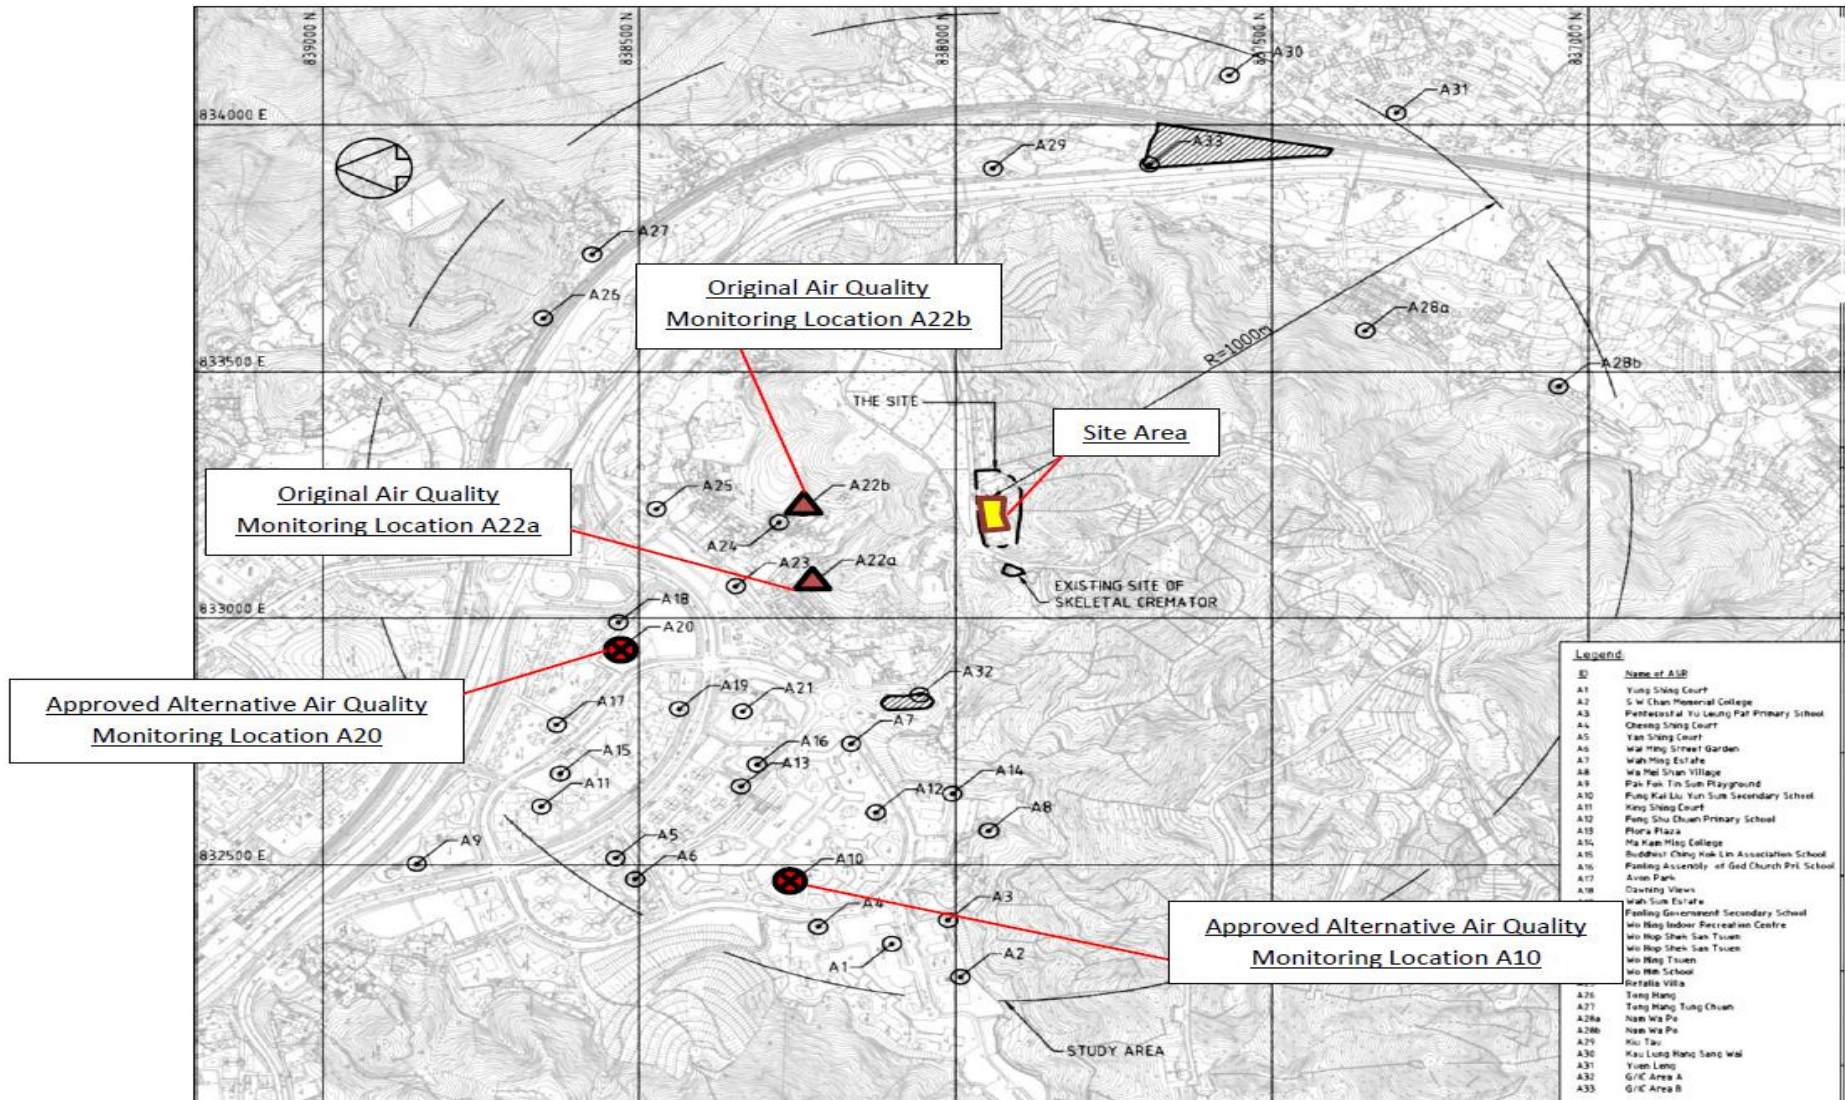 839000 N
838500 N
838000 N
837000 N
834000 E
833500 E
833000 E
832500 E
A30
A31
A29
A33
A27
A26
A28a
A28b
R=1000m
Original Air Quality
Monitoring Location A22b
THE SITE
Site Area
Original Air Quality
Monitoring Location A22a
A25
A22b
A24
A23
A22a
EXISTING SITE OF
SKELETAL CREMATOR
A18
A20
Approved Alternative Air Quality
Monitoring Location A20
A17
A19
A21
A32
A7
A15
A16
A13
A11
A12
A14
A8
A9
A5
A6
A10
A4
A3
A1
A2
Approved Alternative Air Quality
Monitoring Location A10
STUDY AREA
Legend:
ID Name of ASR
A1 Yung Shing Court
A2 S W Chan Memorial College
A3 Pentecostal Yu Leung Fat Primary School
A4 Cheong Shing Court
A5 Yan Shing Court
A6 Wai Ming Street Garden
A7 Wah Ming Estate
A8 Wa Mei Shan Village
A9 Pak Fuk Tin Sum Playground
A10 Fung Kai Liu Yun Sum Secondary School
A11 King Shing Court
A12 Fung Shu Chuen Primary School
A13 Flora Plaza
A14 Ma Kam Ming College
A15 Buddhist Ching Kok Lin Association School
A16 Fanling Assembly of God Church Pri. School
A17 Avon Park
A18 Dawning Views
Wah Sum Estate
Fanling Government Secondary School
Wo Hing Indoor Recreation Centre
Wo Hop Shek San Tsuen
Wo Hop Shek San Tsuen
Wo Hing Tsuen
Wo Him School
Retalia Villa
A26 Tong Hang
A27 Tong Hang Tung Chuen
A28a Nam Wa Po
A28b Nam Wa Po
A29 Kiu Tau
A30 Kau Lung Hang Sang Wai
A31 Yuen Leng
A32 G/IC Area A
A33 G/IC Area B